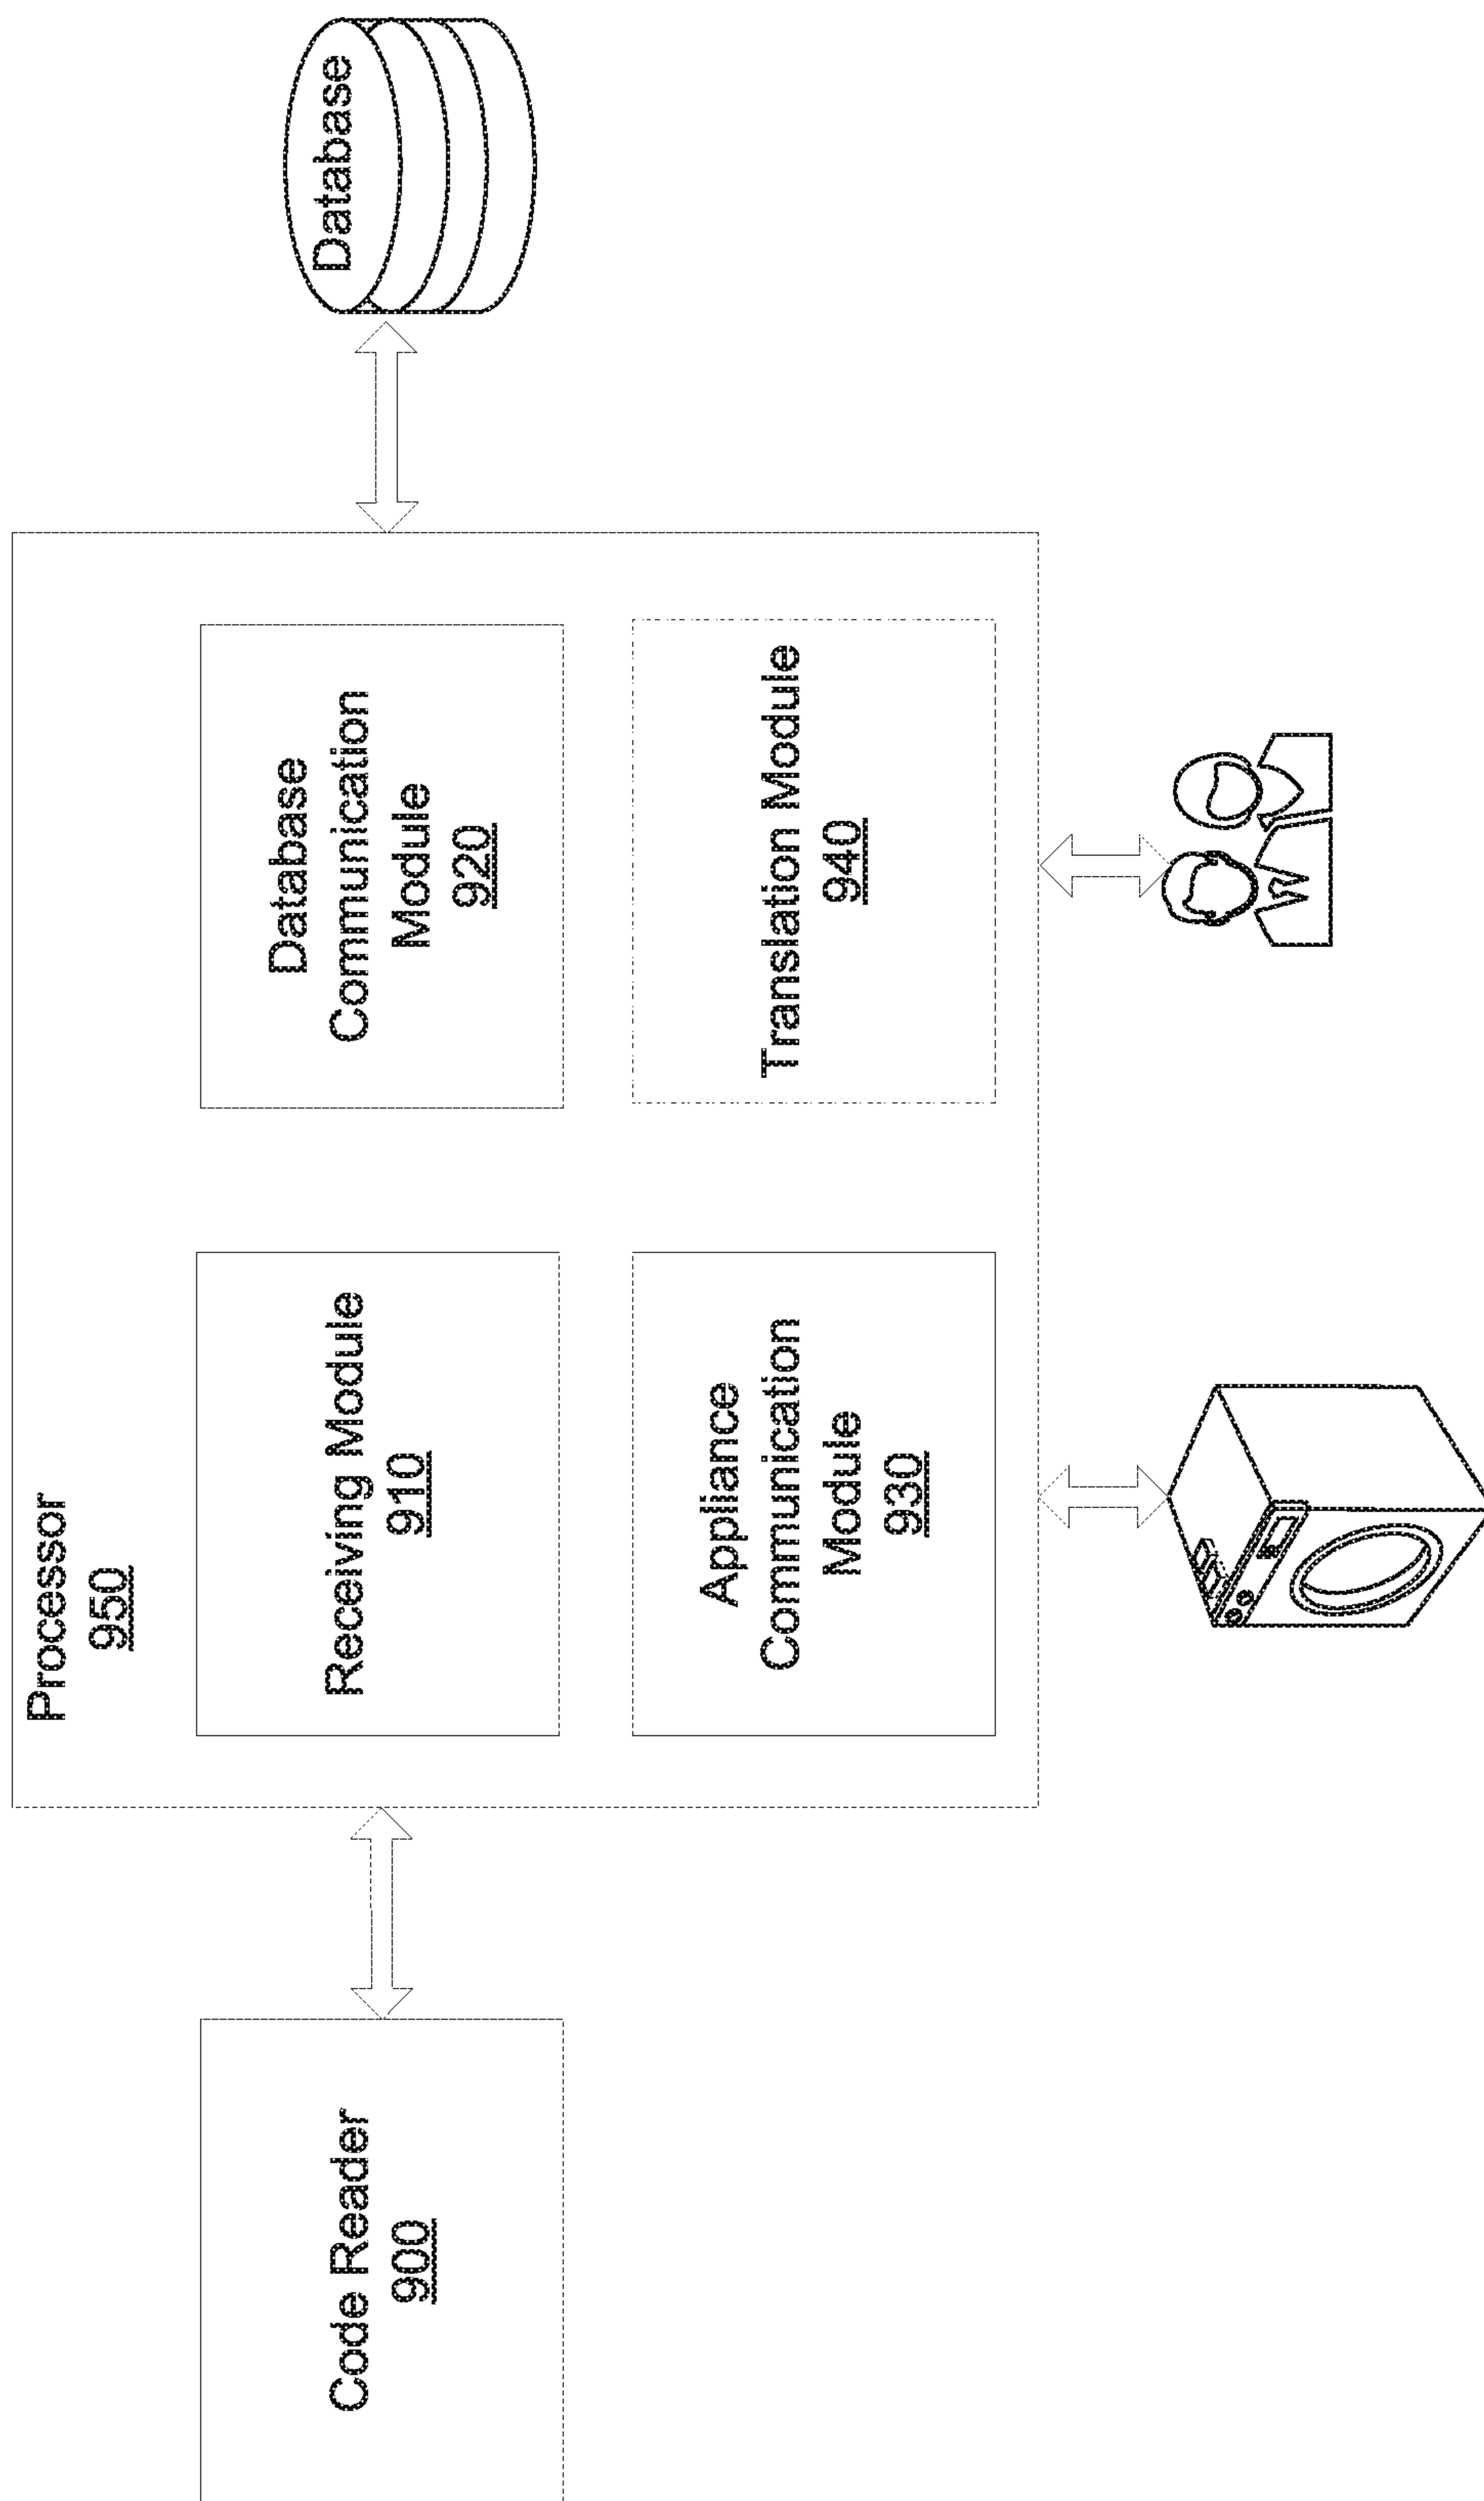 Processor
950
Code Reader
900
Receiving Module
910
Database
Communication
Module
920
Database
Appliance
Communication
Module
930
Translation Module
940